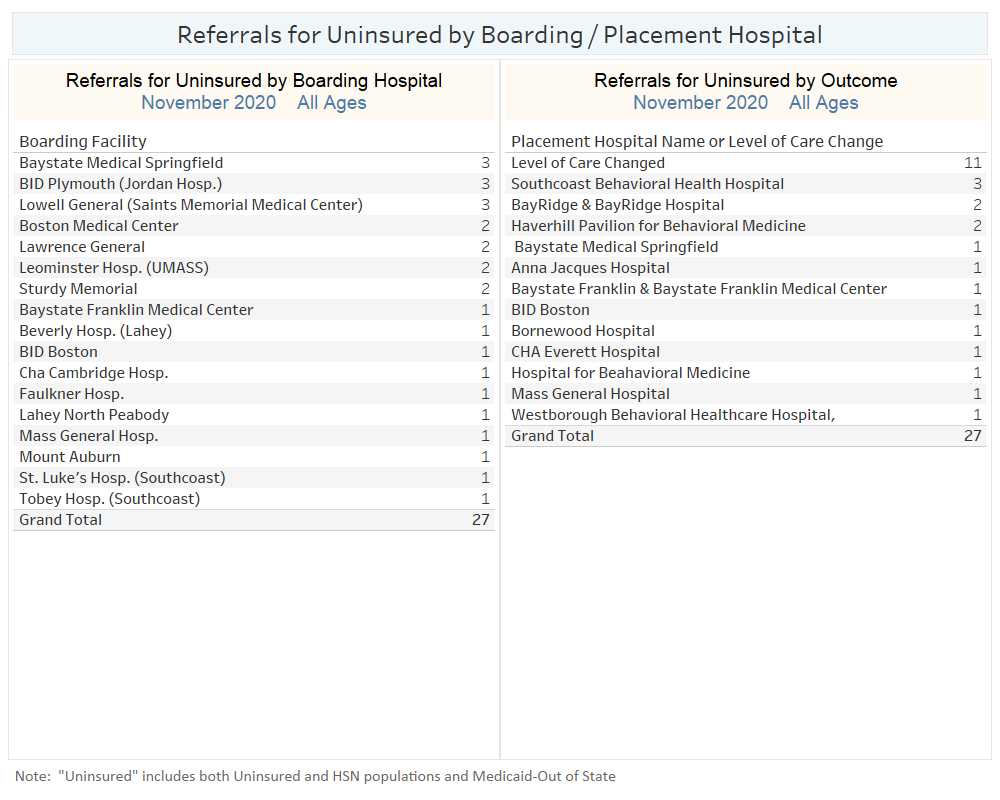 Referrals for Uninsured by Boarding / Placement Hospital
Referrals for Uninsured by Boarding Hospital
November 2020 All Ages
Boarding Facility
Baystate Medical Springfield 3
BID Plymouth (Jordan Hosp.) 3
Lowell General (Saints Memorial Medical Center) 3
Boston Medical Center 2
Lawrence General 2
Leominster Hosp. (UMASS) 2
Sturdy Memorial 2
Baystate Franklin Medical Center 1
Beverly Hosp. (Lahey) 1
BID Boston 1
Cha Cambridge Hosp. 1
Faulkner Hosp. 1
Lahey North Peabody 1
Mass General Hosp. 1
Mount Auburn 1
St. Luke’s Hosp. (Southcoast) 1
Tobey Hosp. (Southcoast) 1
Grand Total 27
Referrals for Uninsured by Outcome
November 2020 All Ages
Placement Hospital Name or Level of Care Change
Level of Care Changed 11
Southcoast Behavioral Health Hospital 3
BayRidge & BayRidge Hospital 2
Haverhill Pavilion for Behavioral Medicine 2
Baystate Medical Springfield 1
Anna Jacques Hospital 1
Baystate Franklin & Baystate Franklin Medical Center 1
BID Boston 1
Bornewood Hospital 1
CHA Everett Hospital 1
Hospital for Beahavioral Medicine 1
Mass General Hospital 1
Westborough Behavioral Healthcare Hospital, 1
Grand Total 27
Note: "Uninsured" includes both Uninsured and HSN populations and Medicaid-Out of State